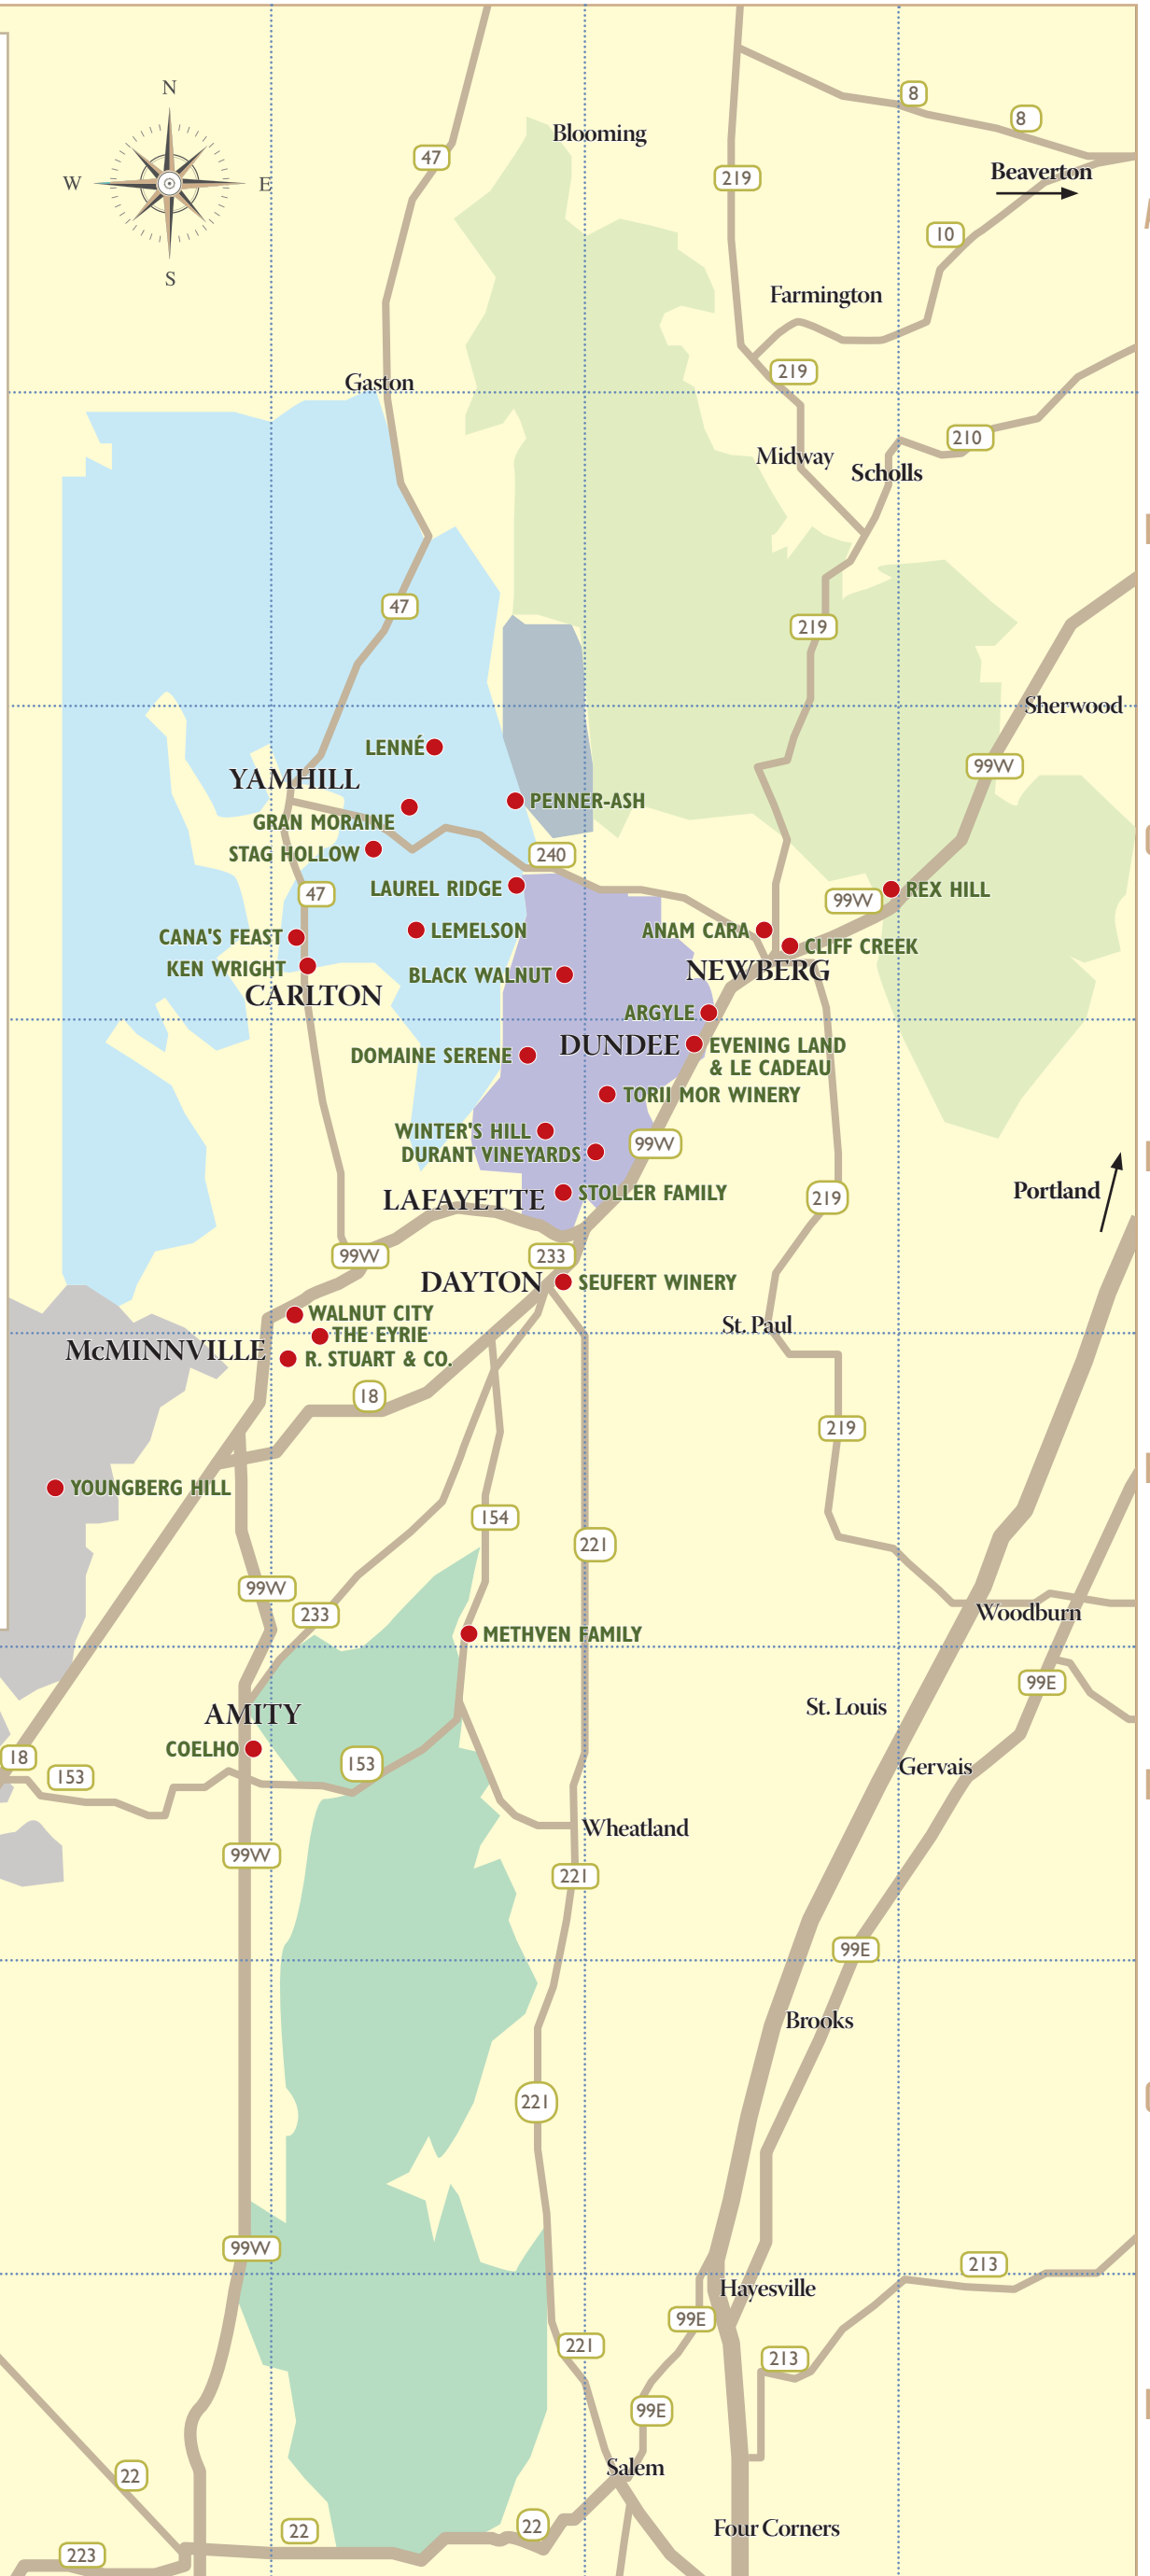 N
W
E
S
47
Blooming
219
8
8
Beaverton
10
Farmington
219
Gaston
210
Midway
Scholls
47
219
Sherwood
99W
LENNÉ
YAMHILL
PENNER-ASH
GRAN MORAINE
STAG HOLLOW
240
LAUREL RIDGE
47
REX HILL
99W
LEMELSON
ANAM CARA
CANA'S FEAST
CLIFF CREEK
KEN WRIGHT
BLACK WALNUT
NEWBERG
CARLTON
ARGYLE
DUNDEE
EVENING LAND
& LE CADEAU
DOMAINE SERENE
TORII MOR WINERY
WINTER'S HILL
99W
DURANT VINEYARDS
Portland
STOLLER FAMILY
LAFAYETTE
219
99W
233
DAYTON
SEUFERT WINERY
WALNUT CITY
St. Paul
THE EYRIE
McMINNVILLE
R. STUART & CO.
18
219
YOUNGBERG HILL
154
221
99W
233
Woodburn
METHVEN FAMILY
99E
St. Louis
AMITY
COELHO
18
153
153
Gervais
Wheatland
99W
221
99E
Brooks
221
99W
213
Hayesville
99E
221
213
99E
Salem
22
22
22
Four Corners
223